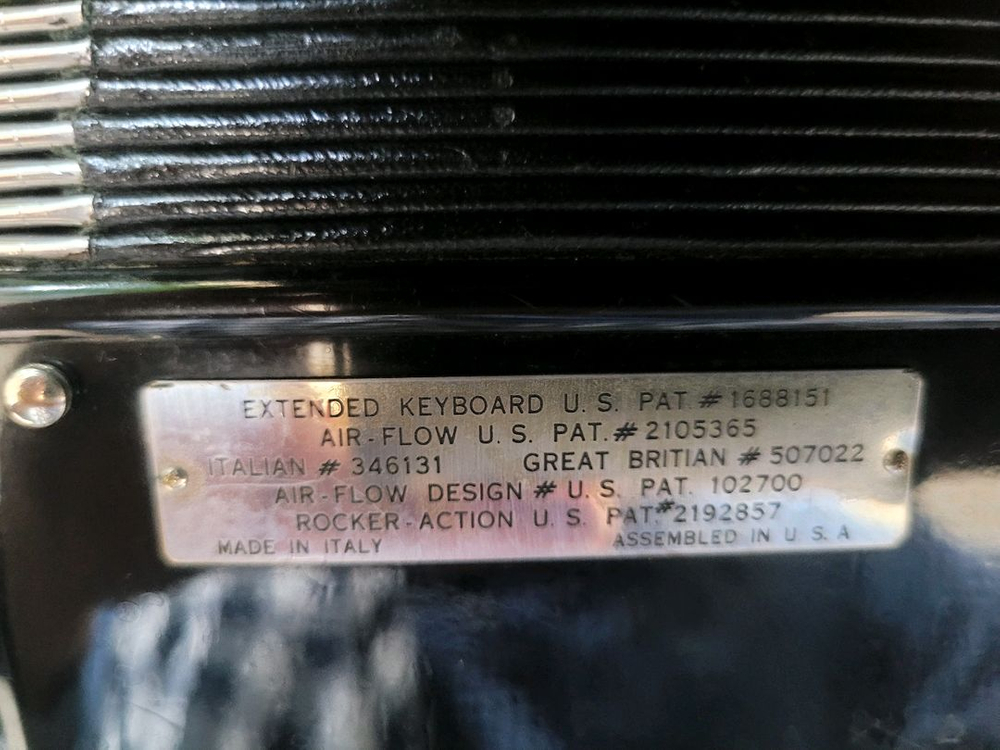 EXTENDED KEYBOARD U. S. PAT. # 1688151
AIR-FLOW U. S. PAT. # 2105365
ITALIAN # 346131 GREAT BRITIAN # 507022
AIR-FLOW DESIGN # U. S. PAT. 102700
ROCKER-ACTION U. S. PAT.# 2192857
MADE IN ITALY ASSEMBLED IN U. S. A